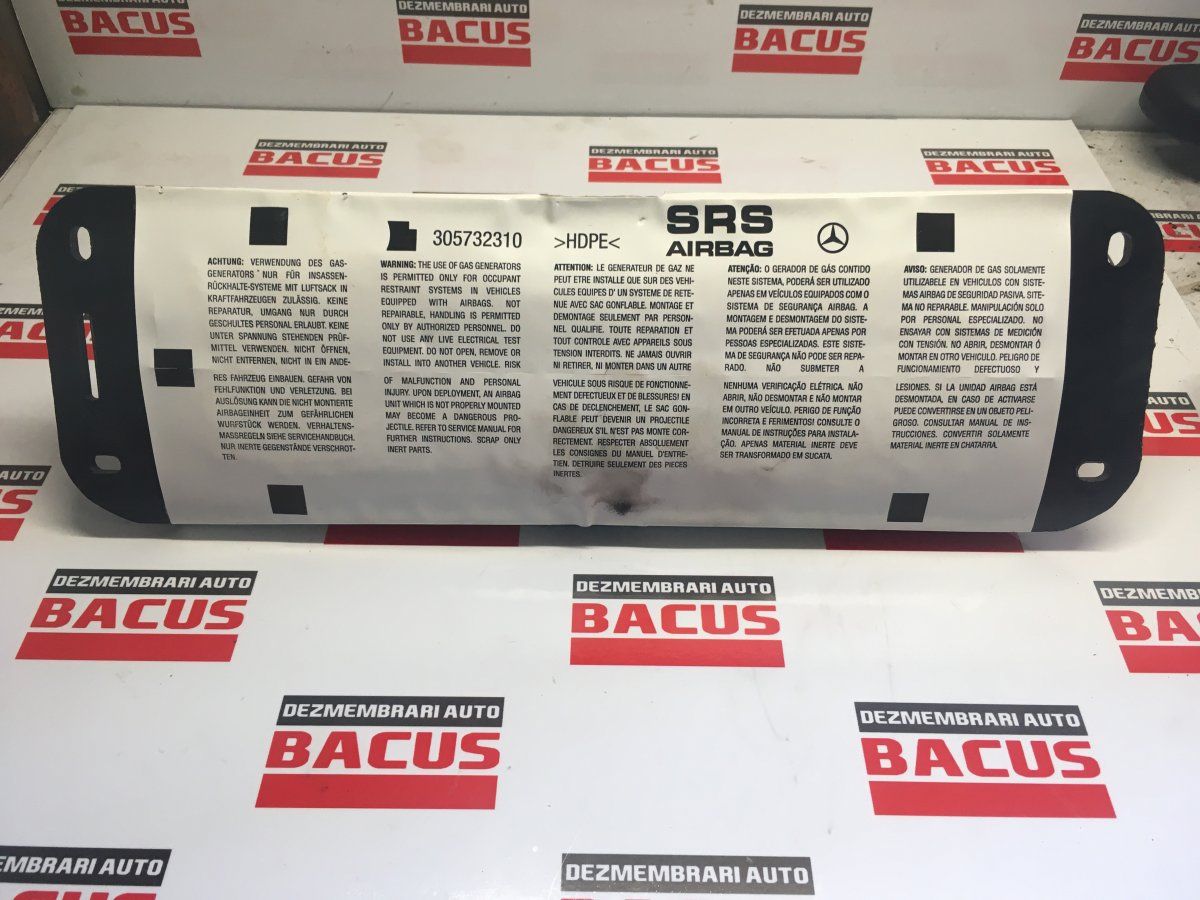 DEZMEMBRARI AUTO
BACUS
DEZMEMBRARI AUTO
BACUS
DEZMEMBRARI AUTO
BACUS
DEZMEMBRARI AUTO
BACUS
DEZMEMBRARI AUTO
BACUS
DEZMEMBRARI AUTO
BACUS
DEZMEMBRARI AUTO
BACUS
305732310
>HDPE<
SRS
AIRBAG
ACHTUNG: VERWENDUNG DES GAS-
GENERATORS NUR FÜR INSASSEN-
RÜCKHALTE-SYSTEME MIT LUFTSACK IN
KRAFTFAHRZEUGEN ZULÄSSIG. KEINE
REPARATUR, UMGANG NUR DURCH
GESCHULTES PERSONAL ERLAUBT. KEINE
UNTER SPANNUNG STEHENDEN PRÜF-
MITTEL VERWENDEN. NICHT ÖFFNEN,
NICHT ENTFERNEN, NICHT IN EIN ANDE-
RES FAHRZEUG EINBAUEN. GEFAHR VON
FEHLFUNKTION UND VERLETZUNG. BEI
AUSLÖSUNG KANN DIE NICHT MONTIERTE
AIRBAGEINHEIT ZUM GEFÄHRLICHEN
WURFSTÜCK WERDEN. VERHALTENS-
MASSREGELN SIEHE SERVICEHANDBUCH.
NUR INERTE GEGENSTÄNDE VERSCHROT-
TEN.
WARNING: THE USE OF GAS GENERATORS
IS PERMITTED ONLY FOR OCCUPANT
RESTRAINT SYSTEMS IN VEHICLES
EQUIPPED WITH AIRBAGS. NOT
REPAIRABLE, HANDLING IS PERMITTED
ONLY BY AUTHORIZED PERSONNEL. DO
NOT USE ANY LIVE ELECTRICAL TEST
EQUIPMENT. DO NOT OPEN, REMOVE OR
INSTALL INTO ANOTHER VEHICLE. RISK
OF MALFUNCTION AND PERSONAL
INJURY. UPON DEPLOYMENT, AN AIRBAG
UNIT WHICH IS NOT PROPERLY MOUNTED
MAY BECOME A DANGEROUS PRO-
JECTILE. REFER TO SERVICE MANUAL FOR
FURTHER INSTRUCTIONS. SCRAP ONLY
INERT PARTS.
ATTENTION: LE GENERATEUR DE GAZ NE
PEUT ETRE INSTALLE QUE SUR DES VEHI-
CULES EQUIPES D' UN SYSTEME DE RETE-
NUE AVEC SAC GONFLABLE. MONTAGE ET
DEMONTAGE SEULEMENT PAR PERSON-
NEL QUALIFIE. TOUTE REPARATION ET
TOUT CONTROLE AVEC APPAREILS SOUS
TENSION INTERDITS. NE JAMAIS OUVRIR
NI RETIRER, NI MONTER DANS UN AUTRE
VEHICULE SOUS RISQUE DE FONCTIONNE-
MENT DEFECTUEUX ET DE BLESSURES! EN
CAS DE DECLENCHEMENT, LE SAC GON-
FLABLE PEUT DEVENIR UN PROJECTILE
DANGEREUX S'IL N'EST PAS MONTE COR-
RECTEMENT. RESPECTER ABSOLUEMENT
LES CONSIGNES DU MANUEL D'ENTRE-
TIEN. DETRUIRE SEULEMENT DES PIECES
INERTES.
ATENÇÃO: O GERADOR DE GÁS CONTIDO
NESTE SISTEMA, PODERÁ SER UTILIZADO
APENAS EM VEÍCULOS EQUIPADOS COM O
SISTEMA DE SEGURANÇA AIRBAG. A
MONTAGEM E DESMONTAGEM DO SISTE-
MA PODERÁ SER EFETUADA APENAS POR
PESSOAS ESPECIALIZADAS. ESTE SISTE-
MA DE SEGURANÇA NÃO PODE SER REPA-
RADO. NÃO SUBMETER A
NENHUMA VERIFICAÇÃO ELÉTRICA. NÃO
ABRIR, NÃO DESMONTAR E NÃO MONTAR
EM OUTRO VEÍCULO. PERIGO DE FUNÇÃO
INCORRETA E FERIMENTOS! CONSULTE O
MANUAL DE INSTRUÇÕES PARA INSTALA-
ÇÃO. APENAS MATERIAL INERTE DEVE
SER TRANSFORMADO EM SUCATA.
AVISO: GENERADOR DE GAS SOLAMENTE
UTILIZABELE EN VEHICULOS CON SISTE-
MAS AIRBAG DE SEGURIDAD PASIVA. SITE-
MA NO REPARABLE. MANIPULACIÓN SOLO
POR PERSONAL ESPECIALIZADO. NO
ENSAYAR CON SISTEMAS DE MEDICIÓN
CON TENSIÓN. NO ABRIR, DESMONTAR Ó
MONTAR EN OTRO VEHICULO. PELIGRO DE
FUNCIONAMIENTO DEFECTUOSO Y
LESIONES. SI LA UNIDAD AIRBAG ESTÁ
DESMONTADA, EN CASO DE ACTIVARSE
PUEDE CONVERTIRSE EN UN OBJETO PELI-
GROSO. CONSULTAR MANUAL DE INS-
TRUCCIONES. CONVERTIR SOLAMENTE
MATERIAL INERTE EN CHATARRA.
DEZMEMBRARI AUTO
BACUS
DEZMEMBRARI AUTO
BACUS
DEZMEMBRARI AUTO
BACUS
DEZMEMBRARI AUTO
BACUS
DEZMEMBRARI AUTO